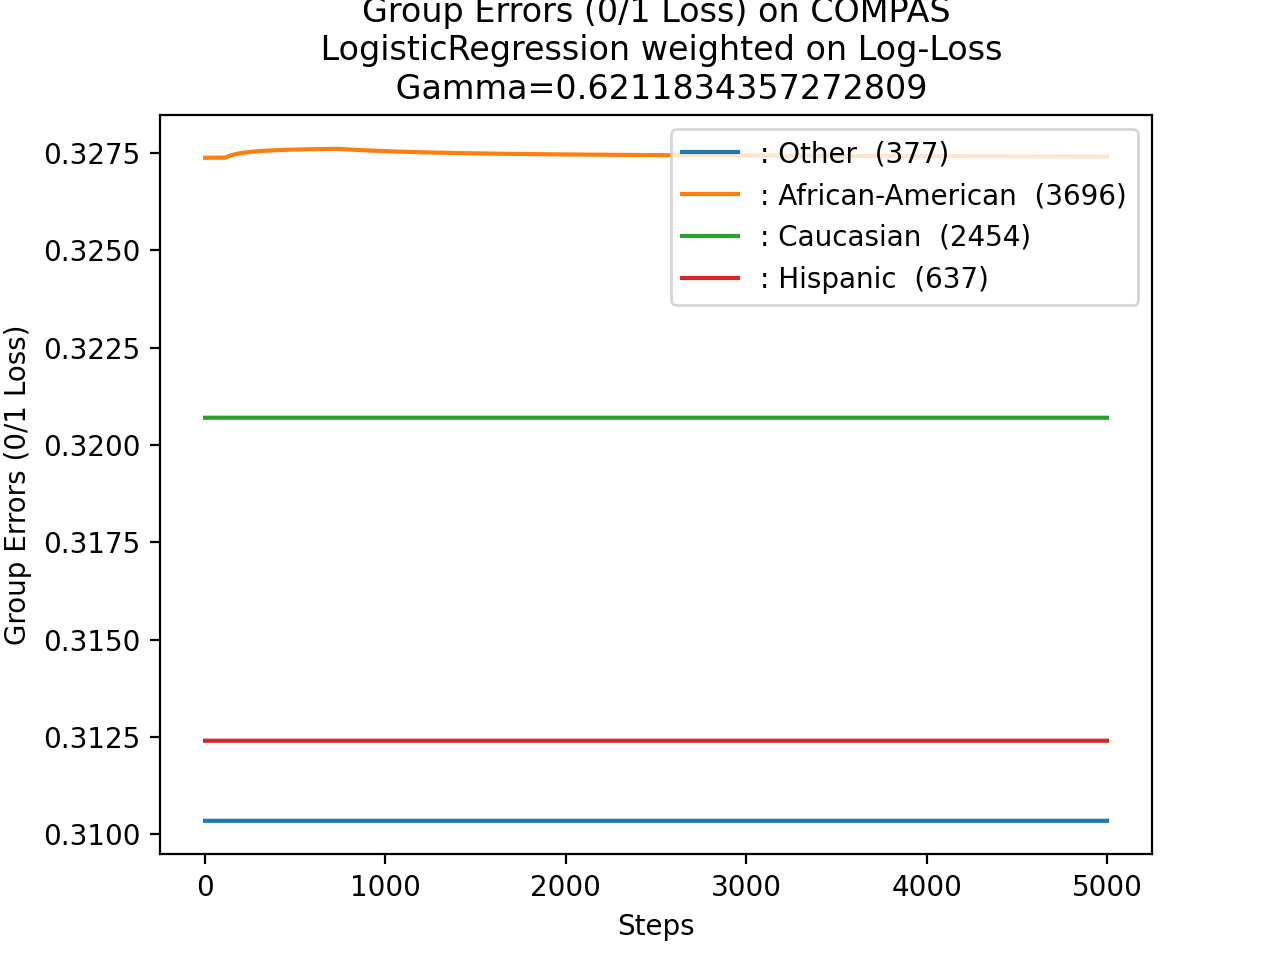 Group Errors (0/1 Loss) on COMPAS
LogisticRegression weighted on Log-Loss
Gamma=0.6211834357272809
0.3275
0.3250
0.3225
0.3200
0.3175
0.3150
0.3125
0.3100
Group Errors (0/1 Loss)
: Other (377)
: African-American (3696)
: Caucasian (2454)
: Hispanic (637)
0 1000 2000 3000 4000 5000
Steps